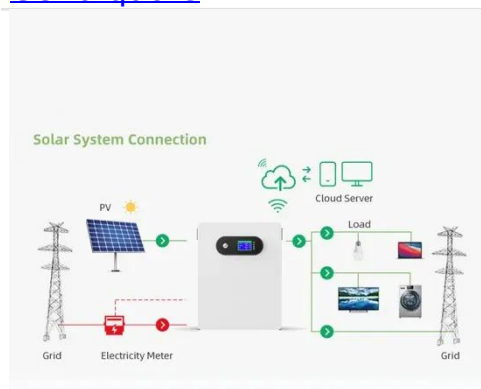 Solar System Connection
Cloud Server
PV
Load
Grid
Electricity Meter
Grid